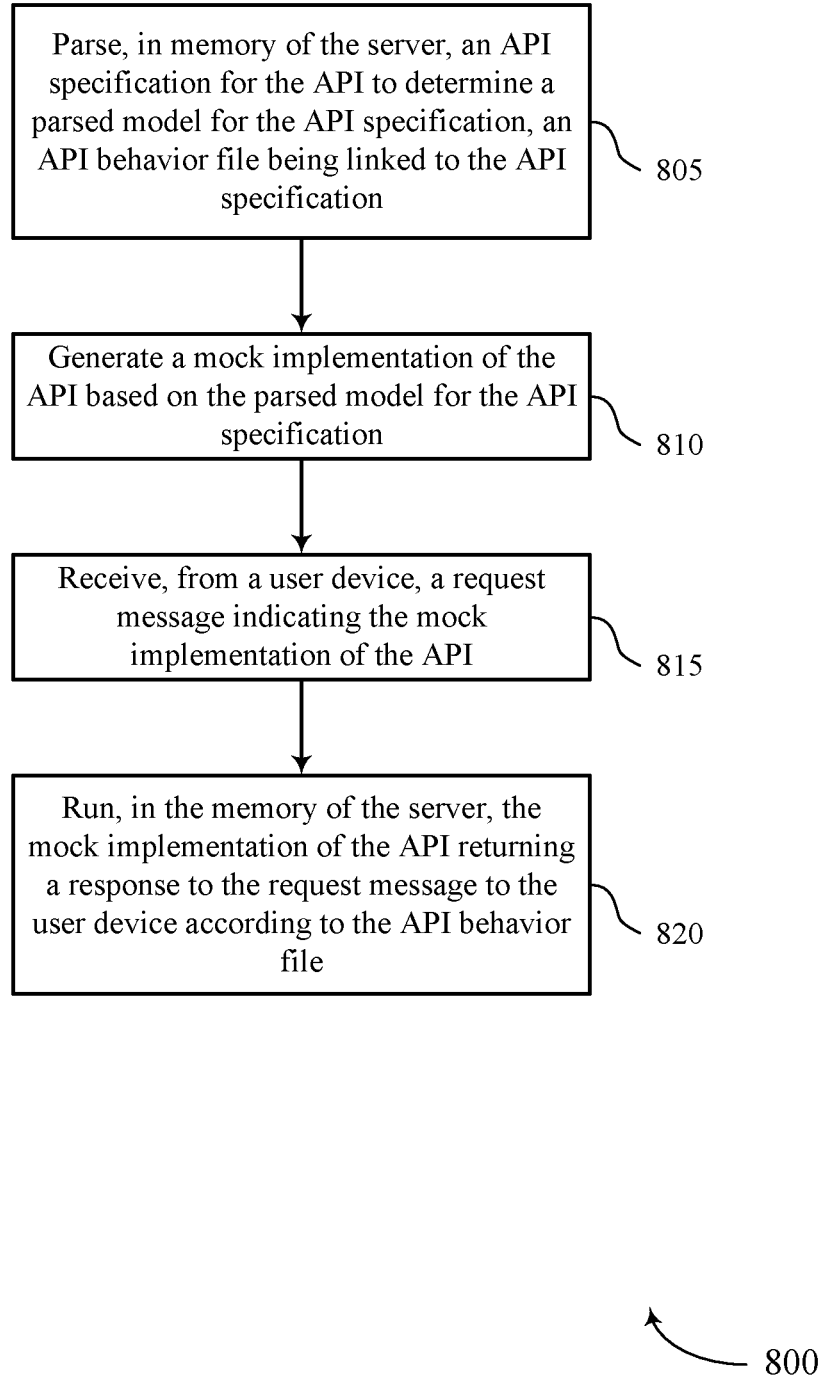 Parse, in memory of the server, an API
specification for the API to determine a
parsed model for the API specification, an
API behavior file being linked to the API
specification
805
Generate a mock implementation of the
API based on the parsed model for the API
specification
810
Receive, from a user device, a request
message indicating the mock
implementation of the API
815
Run, in the memory of the server, the
mock implementation of the API returning
a response to the request message to the
user device according to the API behavior
file
820
800